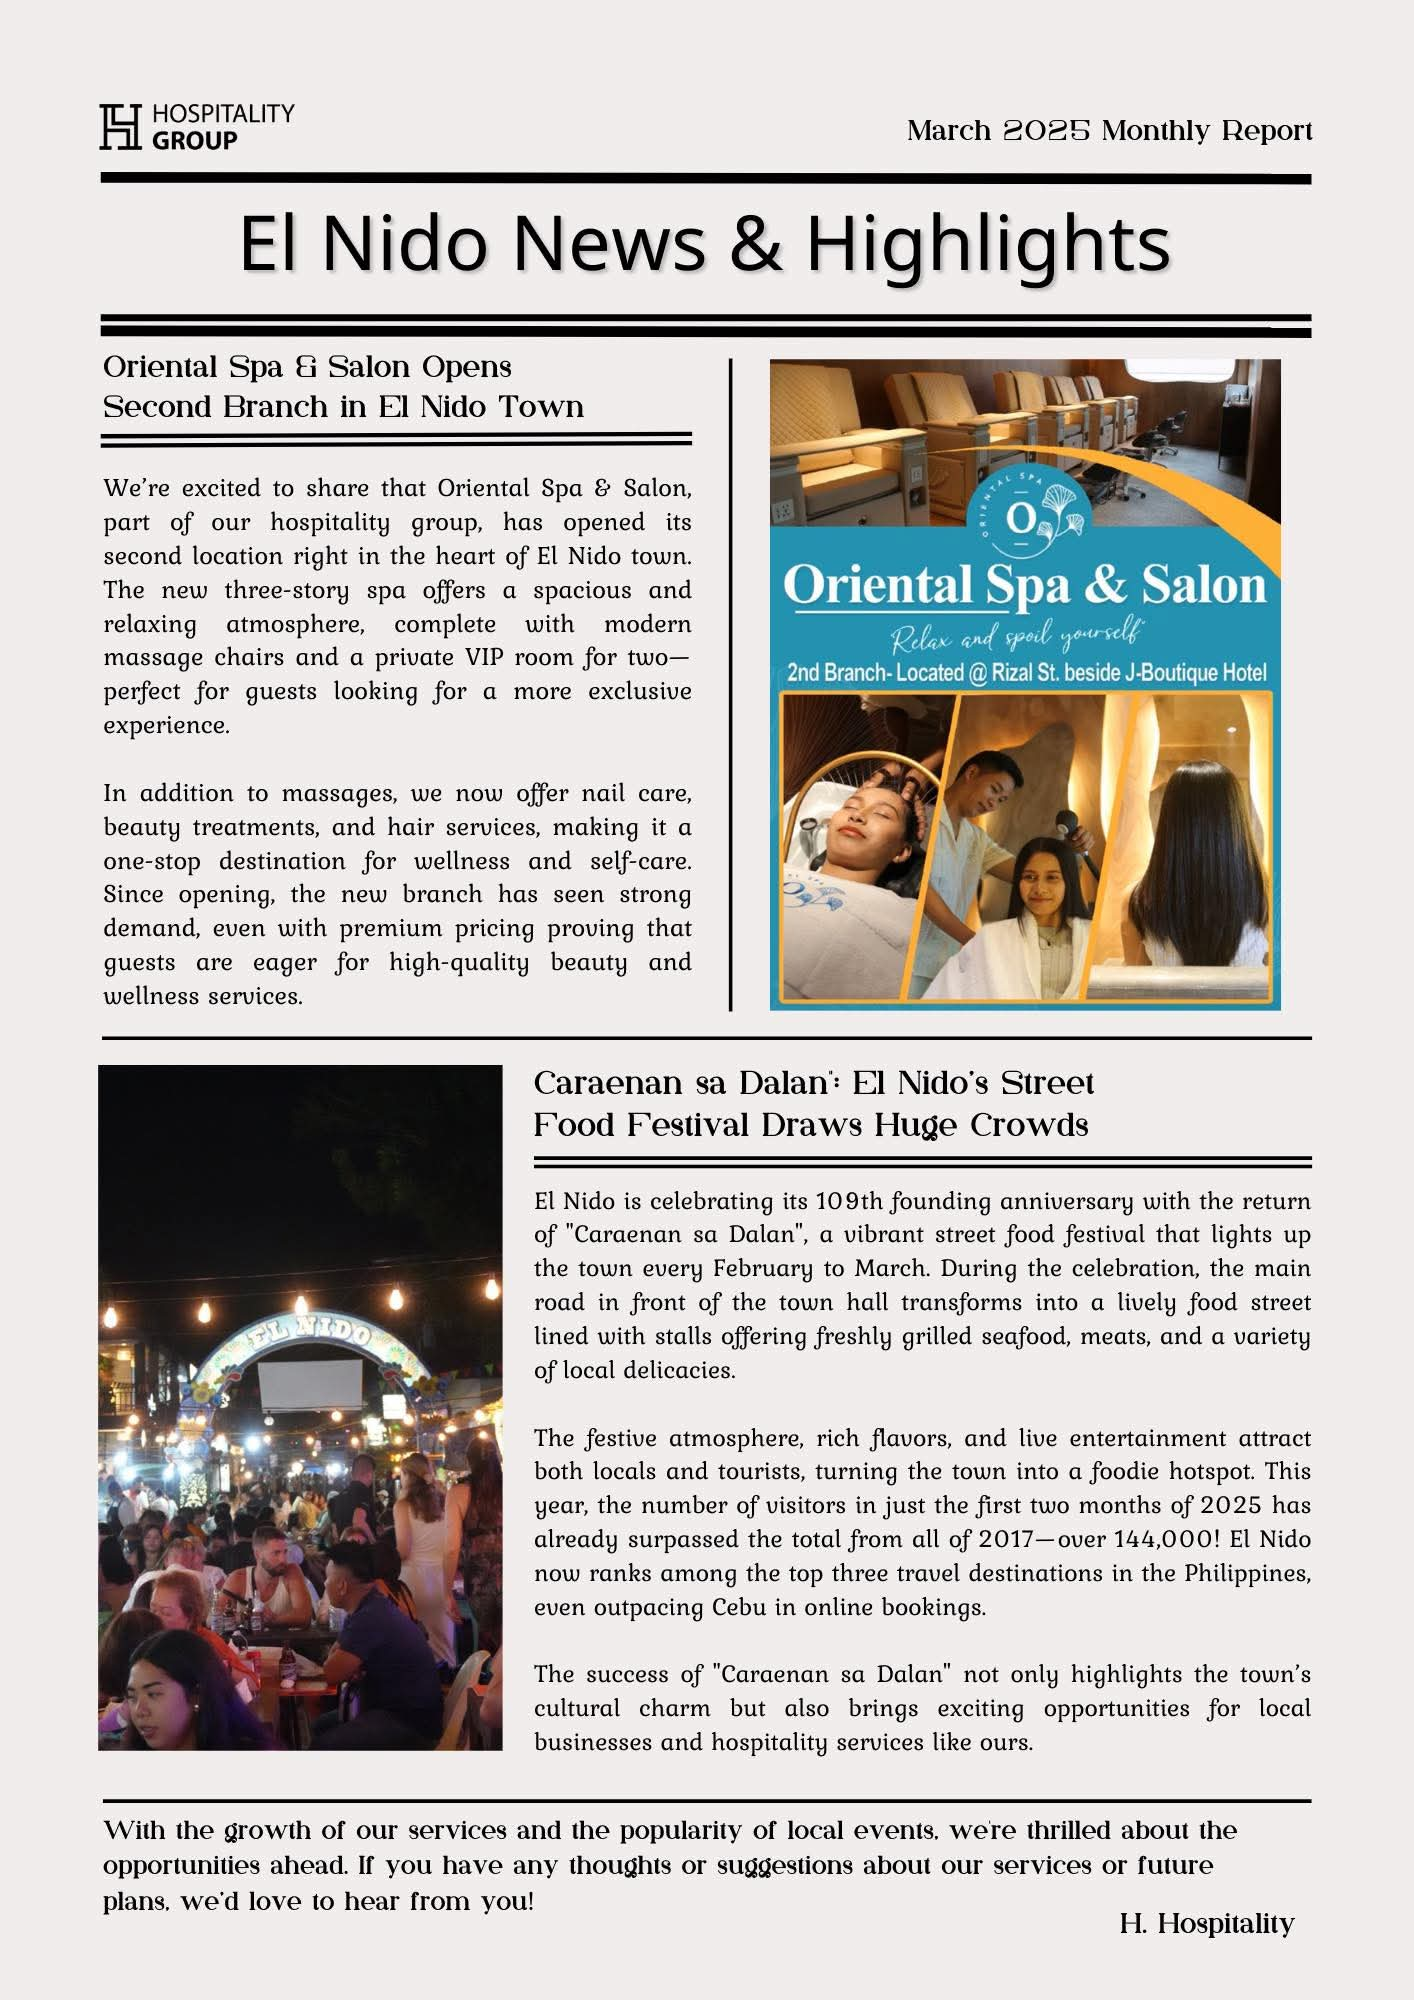 HOSPITALITY
GROUP
March 2025 Monthly Report
El Nido News & Highlights
Oriental Spa & Salon Opens
Second Branch in El Nido Town
We're excited to share that Oriental Spa & Salon,
part of our hospitality group, has opened its
second location right in the heart of El Nido town.
The new three-story spa offers a spacious and
relaxing atmosphere, complete with modern
massage chairs and a private VIP room for two—
perfect for guests looking for a more exclusive
experience.
In addition to massages, we now offer nail care,
beauty treatments, and hair services, making it a
one-stop destination for wellness and self-care.
Since opening, the new branch has seen strong
demand, even with premium pricing proving that
guests are eager for high-quality beauty and
wellness services.
ORIENTAL SPA
O
Oriental Spa & Salon
Relax and spoil yourself"
2nd Branch- Located @ Rizal St. beside J-Boutique Hotel
EL NIDO
Caraenan sa Dalan": El Nido's Street
Food Festival Draws Huge Crowds
El Nido is celebrating its 109th founding anniversary with the return
of "Caraenan sa Dalan", a vibrant street food festival that lights up
the town every February to March. During the celebration, the main
road in front of the town hall transforms into a lively food street
lined with stalls offering freshly grilled seafood, meats, and a variety
of local delicacies.
The festive atmosphere, rich flavors, and live entertainment attract
both locals and tourists, turning the town into a foodie hotspot. This
year, the number of visitors in just the first two months of 2025 has
already surpassed the total from all of 2017—over 144,000! El Nido
now ranks among the top three travel destinations in the Philippines,
even outpacing Cebu in online bookings.
The success of "Caraenan sa Dalan" not only highlights the town's
cultural charm but also brings exciting opportunities for local
businesses and hospitality services like ours.
With the growth of our services and the popularity of local events, we're thrilled about the
opportunities ahead. If you have any thoughts or suggestions about our services or future
plans, we'd love to hear from you!
H. Hospitality